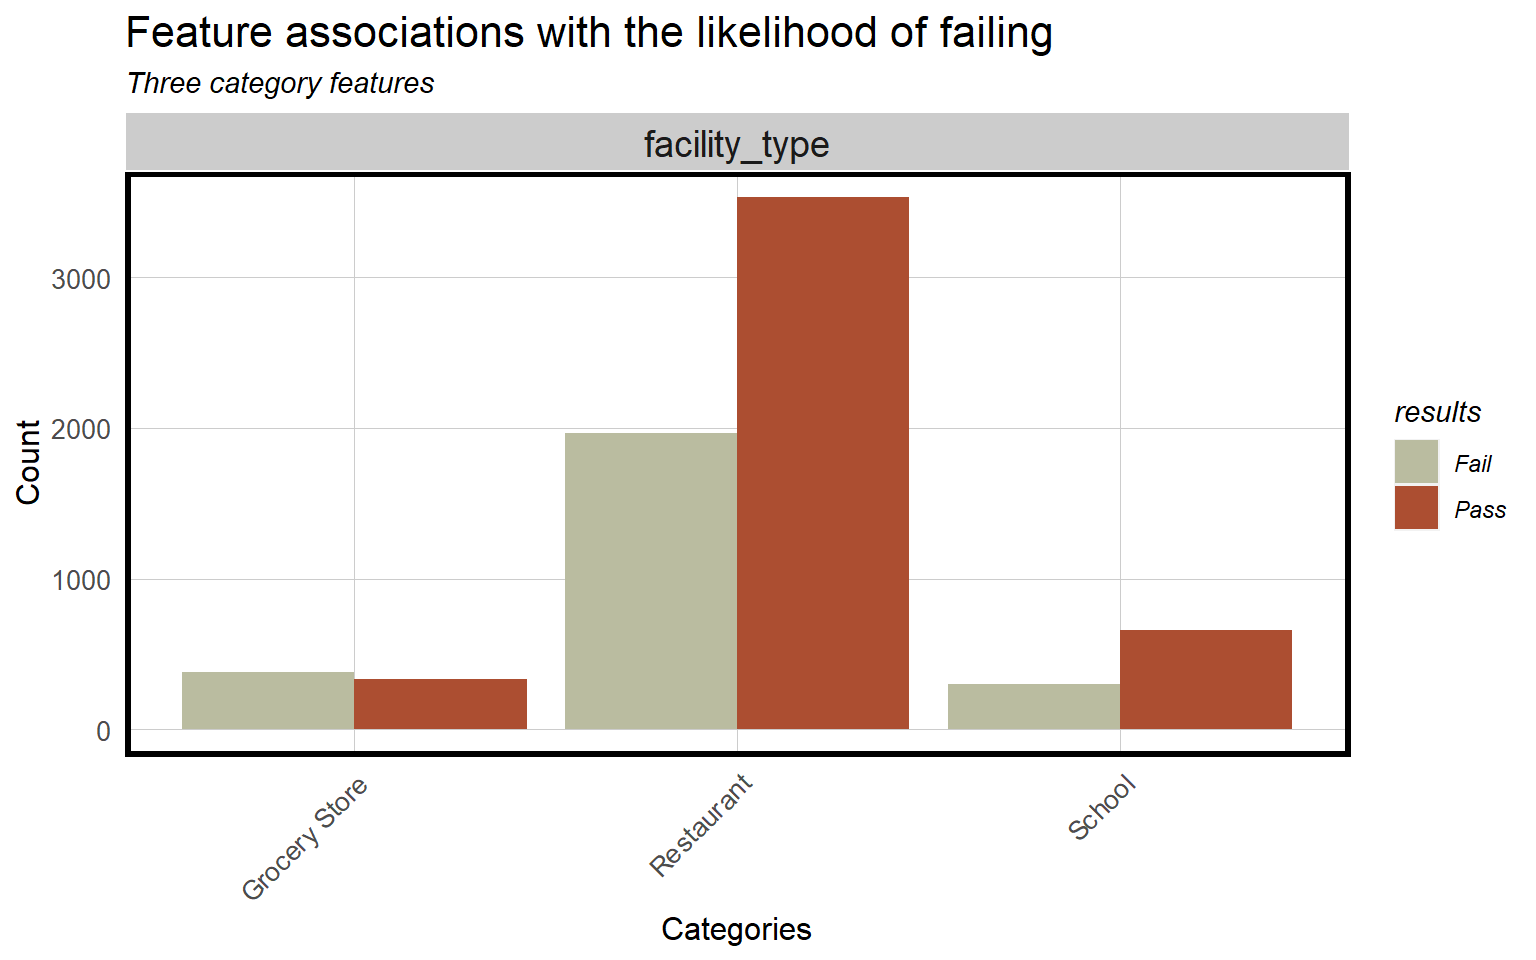 Feature associations with the likelihood of failing
Three category features
facility_type
3000
2000
1000
0
Count
Grocery Store
Restaurant
School
Categories
results
Fail
Pass